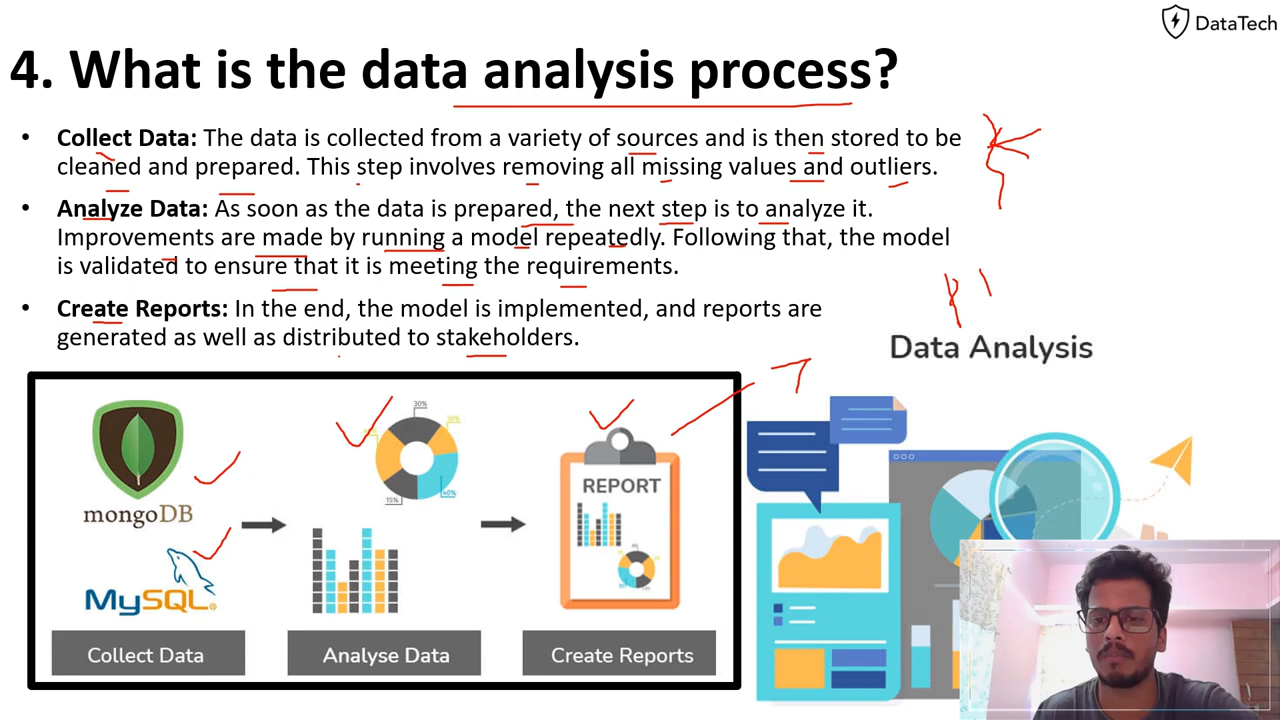 DataTech
4. What is the data analysis process?
• Collect Data: The data is collected from a variety of sources and is then stored to be
cleaned and prepared. This step involves removing all missing values and outliers.
• Analyze Data: As soon as the data is prepared, the next step is to analyze it.
Improvements are made by running a model repeatedly. Following that, the model
is validated to ensure that it is meeting the requirements.
• Create Reports: In the end, the model is implemented, and reports are
generated as well as distributed to stakeholders.
Data Analysis
mongoDB
MySQL®
30%
40%
15%
REPORT
Collect Data
Analyse Data
Create Reports